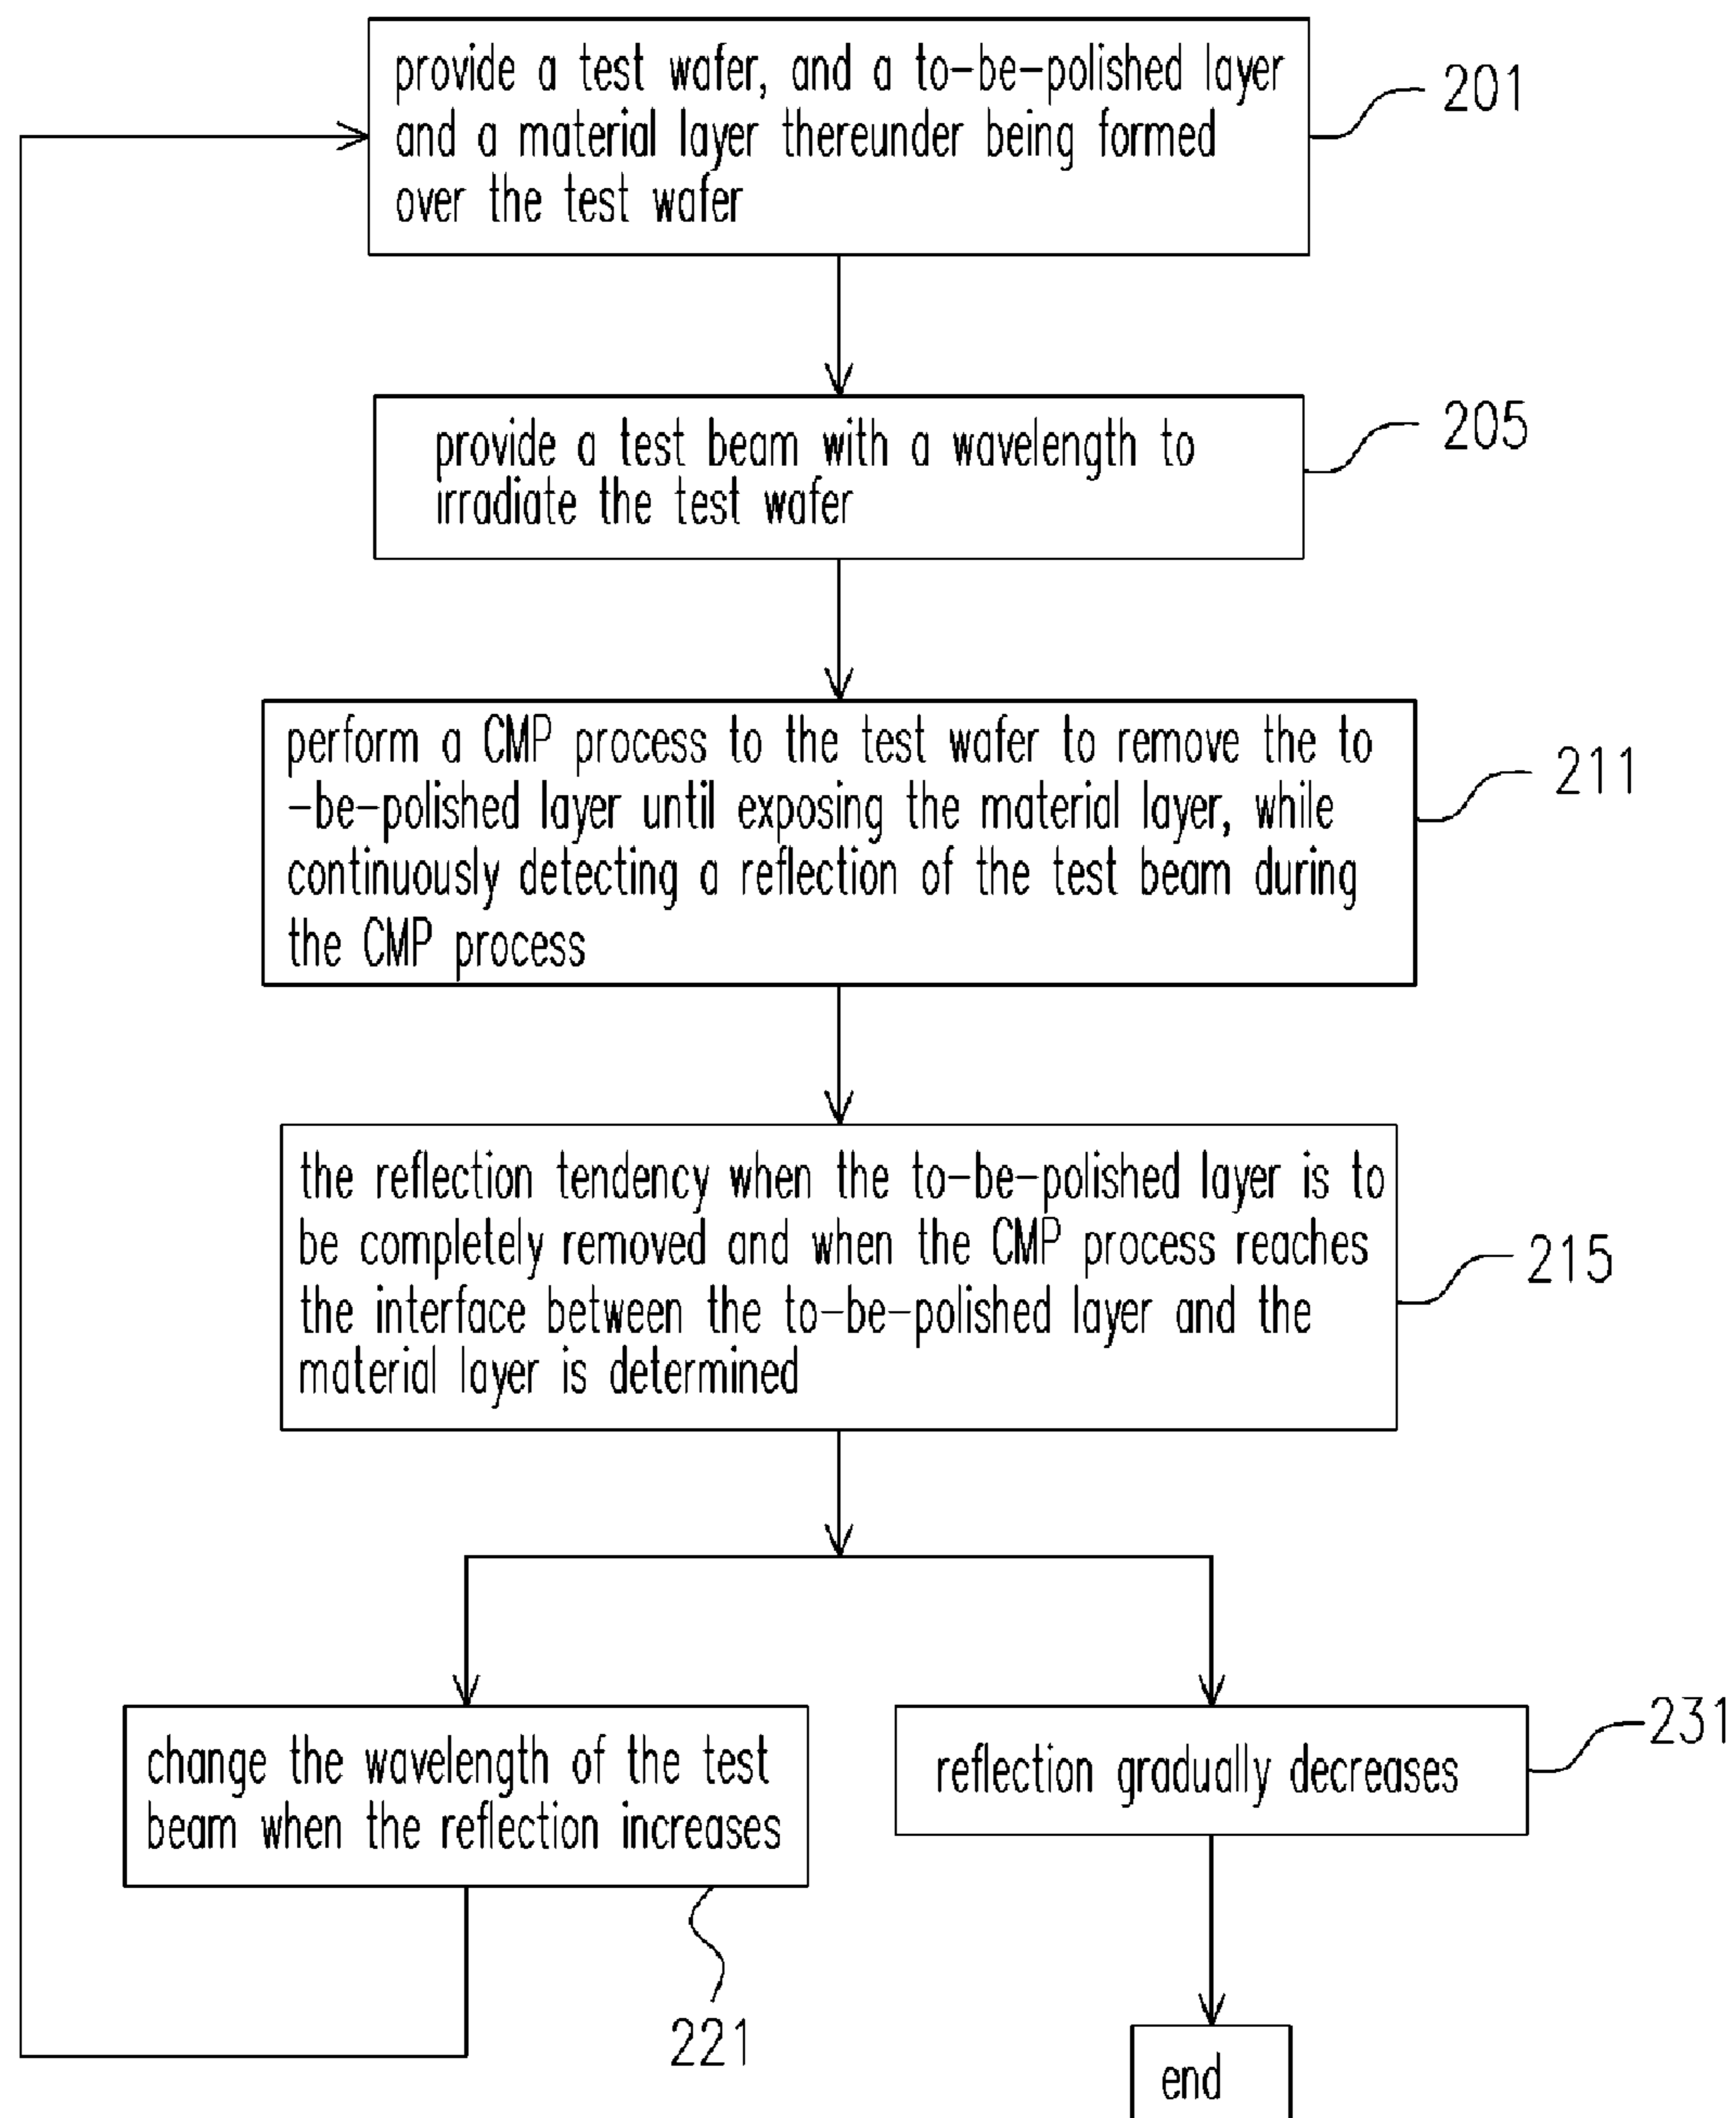 provide a test wafer, and a to-be-polished layer
and a material layer thereunder being formed
over the test wafer
201
provide a test beam with a wavelength to
irradiate the test wafer
205
perform a CMP process to the test wafer to remove the to
-be-polished layer until exposing the material layer, while
continuously detecting a reflection of the test beam during
the CMP process
211
the reflection tendency when the to-be-polished layer is to
be completely removed and when the CMP process reaches
the interface between the to-be-polished layer and the
material layer is determined
215
change the wavelength of the test
beam when the reflection increases
221
reflection gradually decreases
231
end